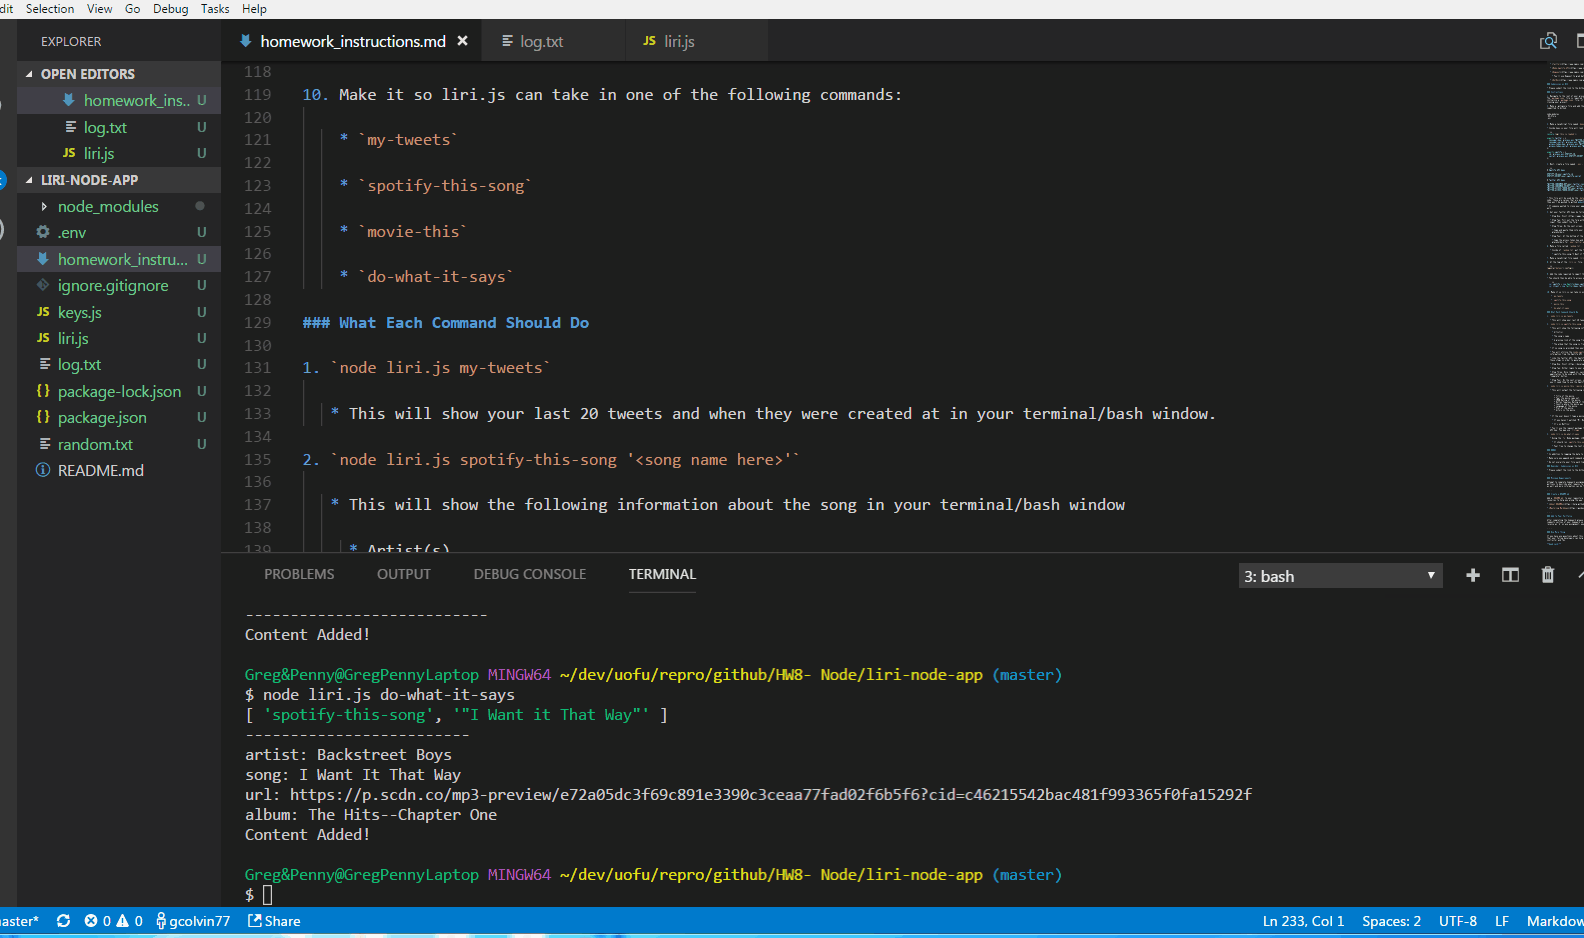 dit Selection View Go Debug Tasks Help
EXPLORER
OPEN EDITORS
homework_ins.. U
log.txt U
JS liri.js U
LIRI-NODE-APP
node_modules
.env U
homework_instru... U
ignore.gitignore U
JS keys.js U
JS liri.js U
log.txt U
{} package-lock.json U
{} package.json U
random.txt U
README.md
homework_instructions.md × log.txt JS liri.js
118
119 10. Make it so liri.js can take in one of the following commands:
120
121 * `my-tweets`
122
123 * `spotify-this-song`
124
125 * `movie-this`
126
127 * `do-what-it-says`
128
129 ### What Each Command Should Do
130
131 1. `node liri.js my-tweets`
132
133 * This will show your last 20 tweets and when they were created at in your terminal/bash window.
134
135 2. `node liri.js spotify-this-song '<song name here>'`
136
137 * This will show the following information about the song in your terminal/bash window
138
139 * Artist(s)
PROBLEMS OUTPUT DEBUG CONSOLE TERMINAL 3: bash
---------------------------
Content Added!
Greg&Penny@GregPennyLaptop MINGW64 ~/dev/uofu/repro/github/HW8- Node/liri-node-app (master)
$ node liri.js do-what-it-says
[ 'spotify-this-song', '"I Want it That Way"' ]
-------------------------
artist: Backstreet Boys
song: I Want It That Way
url: https://p.scdn.co/mp3-preview/e72a05dc3f69c891e3390c3ceaa77fad02f6b5f6?cid=c46215542bac481f993365f0fa15292f
album: The Hits--Chapter One
Content Added!
Greg&Penny@GregPennyLaptop MINGW64 ~/dev/uofu/repro/github/HW8- Node/liri-node-app (master)
$
aster* 0 0 gcolvin77 Share Ln 233, Col 1 Spaces: 2 UTF-8 LF Markdow